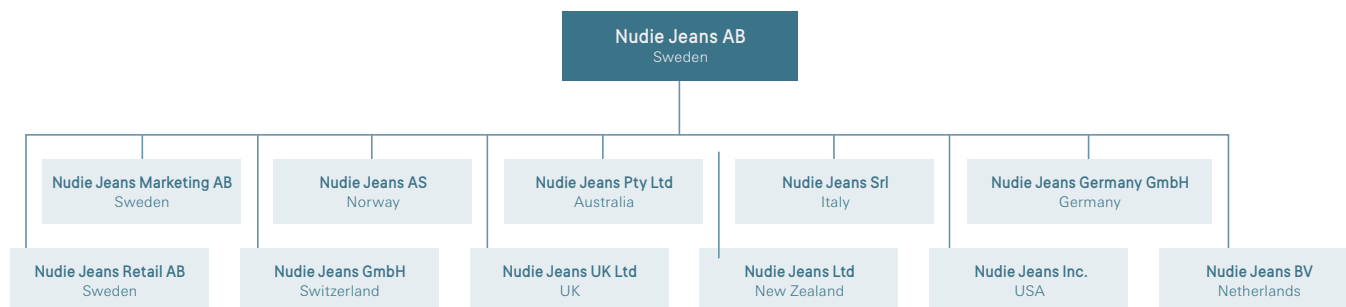 Nudie Jeans AB
Sweden
Nudie Jeans Marketing AB
Sweden
Nudie Jeans AS
Norway
Nudie Jeans Pty Ltd
Australia
Nudie Jeans Srl
Italy
Nudie Jeans Germany GmbH
Germany
Nudie Jeans Retail AB
Sweden
Nudie Jeans GmbH
Switzerland
Nudie Jeans UK Ltd
UK
Nudie Jeans Ltd
New Zealand
Nudie Jeans Inc.
USA
Nudie Jeans BV
Netherlands